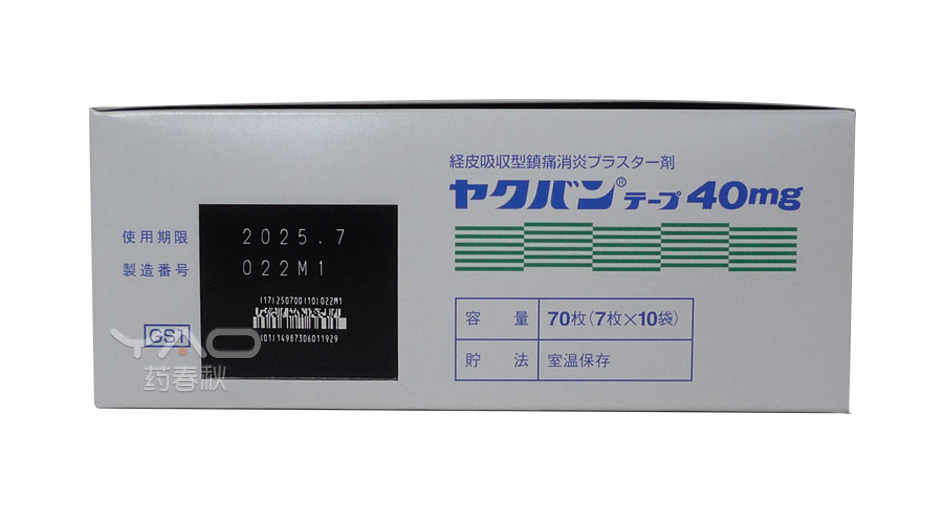 経皮吸収型鎮痛消炎プラスター剤
ヤクバン®テープ40mg
使用期限 2025.7
製造番号 022M1
(17)250700(10)022M1
(01)14987306011929
GS1
YAO
药春秋
容量 70枚(7枚×10袋)
貯法 室温保存